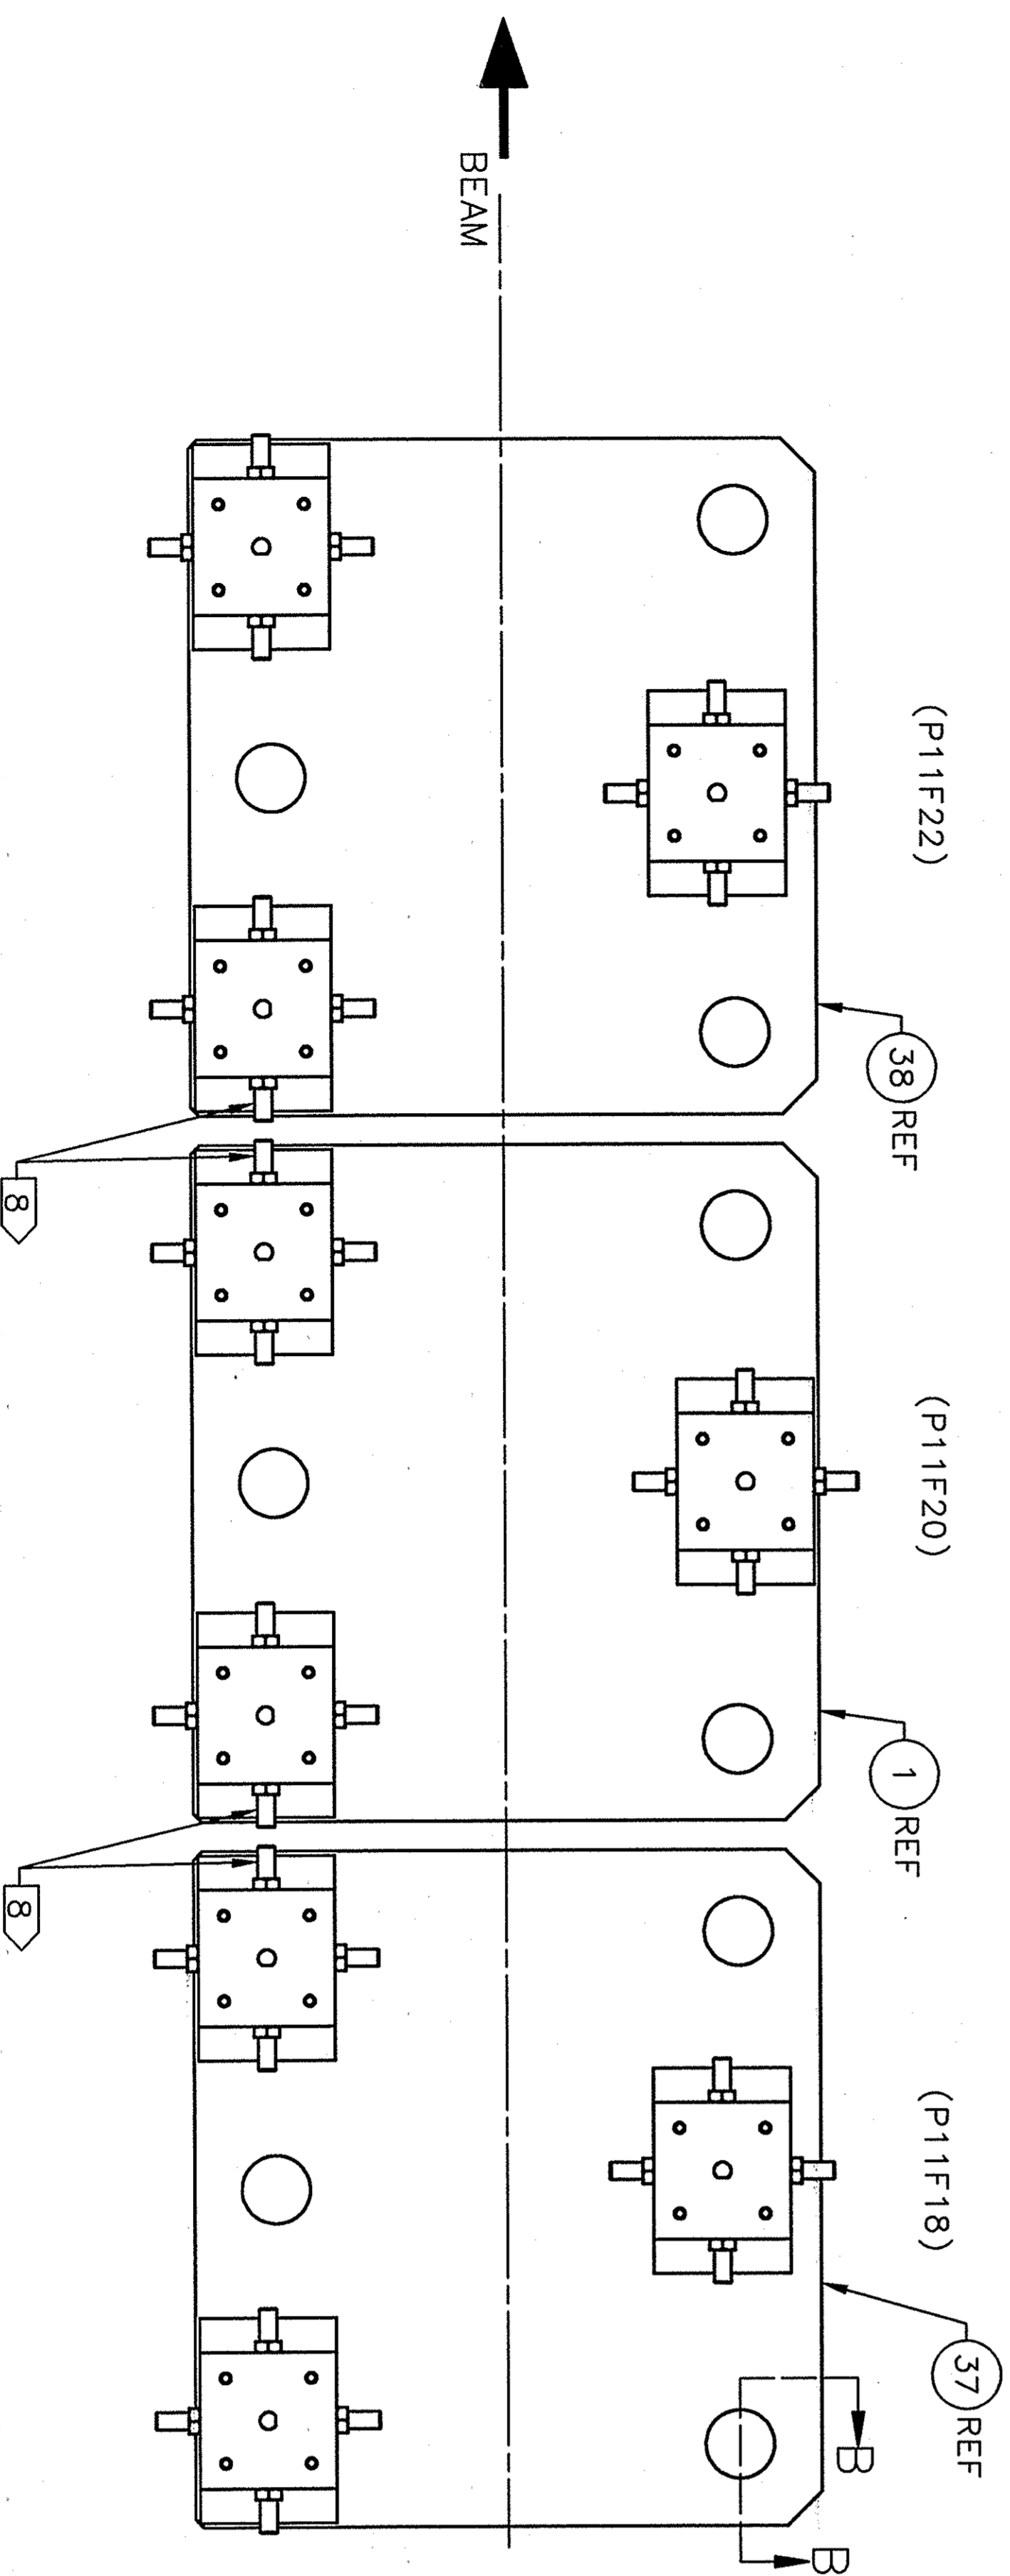 BEAM
(P11F22)
38 REF
8
(P11F20)
1 REF
8
(P11F18)
37 REF
B
B